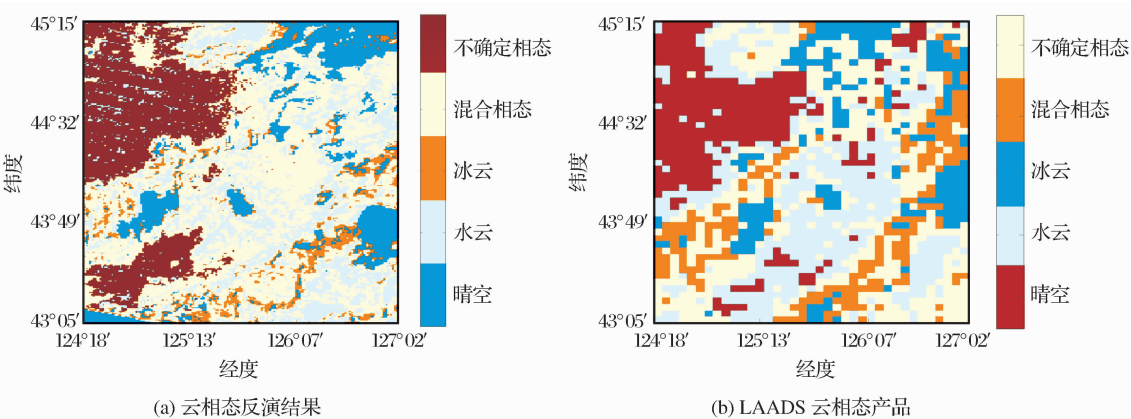 45°15′
44°32′
43°49′
43°05′
纬度
124°18′
125°13′
126°07′
127°02′
经度
不确定相态
混合相态
冰云
水云
晴空
(a) 云相态反演结果
45°15′
44°32′
43°49′
43°05′
纬度
124°18′
125°13′
126°07′
127°02′
经度
不确定相态
混合相态
冰云
水云
晴空
(b) LAADS 云相态产品